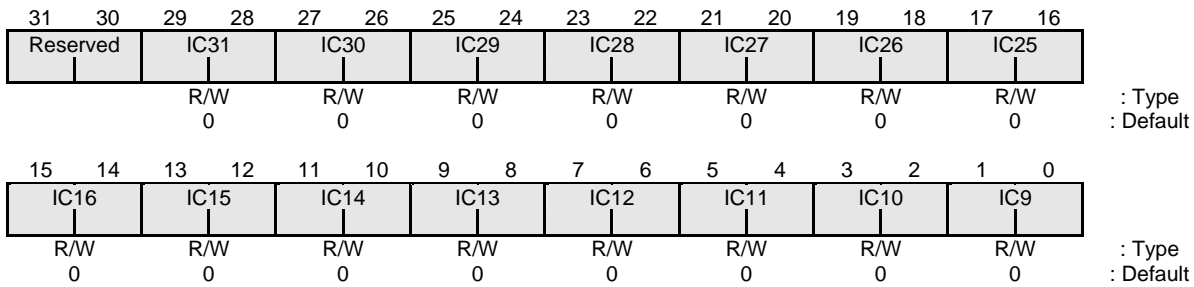 31 30 29 28 27 26 25 24 23 22 21 20 19 18 17 16
Reserved IC31 IC30 IC29 IC28 IC27 IC26 IC25
R/W R/W R/W R/W R/W R/W R/W : Type
0 0 0 0 0 0 0 : Default
15 14 13 12 11 10 9 8 7 6 5 4 3 2 1 0
IC16 IC15 IC14 IC13 IC12 IC11 IC10 IC9
R/W R/W R/W R/W R/W R/W R/W R/W : Type
0 0 0 0 0 0 0 0 : Default